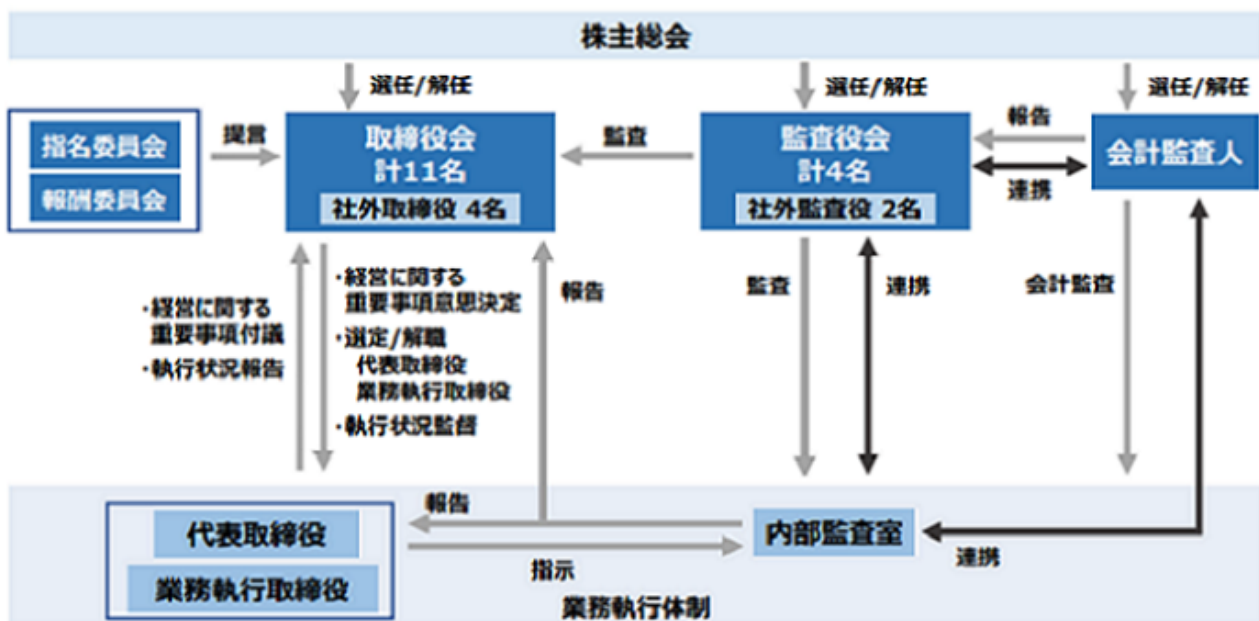 株主総会
選任/解任
選任/解任
選任/解任
指名委員会
報酬委員会
提言
取締役会
計11名
社外取締役 4名
監査
監査役会
計4名
社外監査役 2名
報告
連携
会計監査人
・経営に関する
重要事項付議
・執行状況報告
・経営に関する
重要事項意思決定
・選定/解職
代表取締役
業務執行取締役
・執行状況監督
報告
監査
連携
会計監査
代表取締役
業務執行取締役
報告
指示
内部監査室
連携
業務執行体制